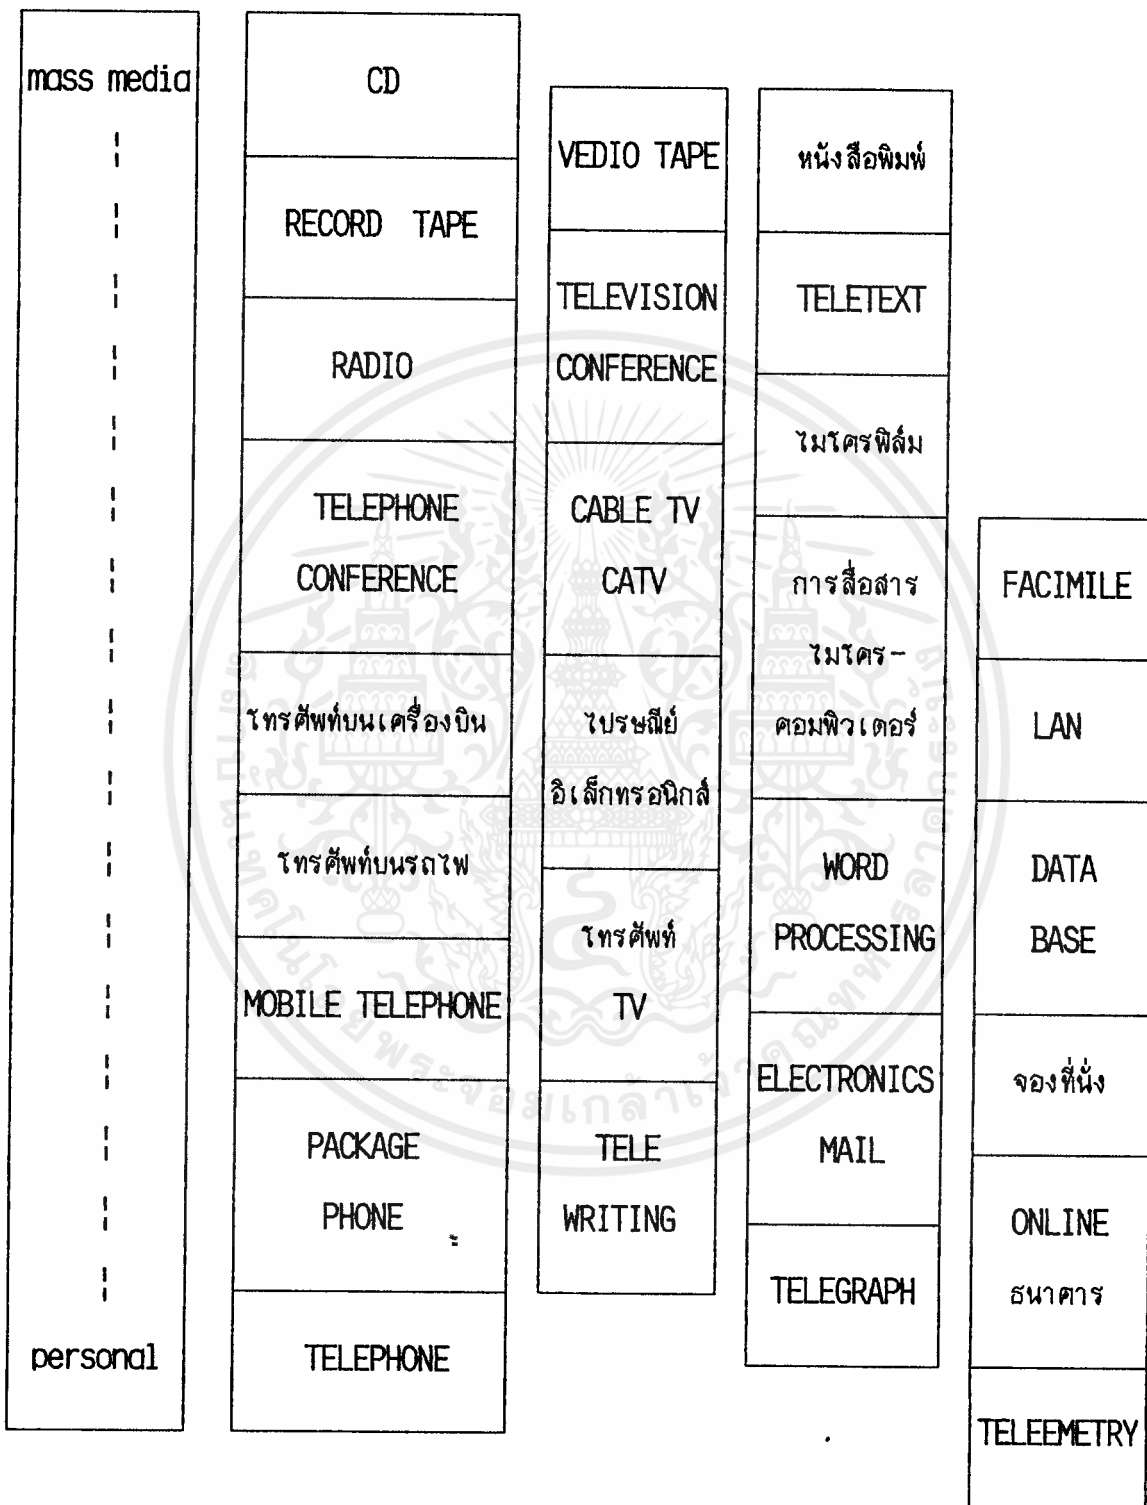 mass media
personal
CD
RECORD TAPE
RADIO
TELEPHONE
CONFERENCE
โทรศัพท์บนเครื่องบิน
โทรศัพท์บนรถไฟ
MOBILE TELEPHONE
PACKAGE
PHONE
TELEPHONE
VEDIO TAPE
TELEVISION
CONFERENCE
CABLE TV
CATV
ไปรษณีย์
อิเล็กทรอนิกส์
โทรศัพท์
TV
TELE
WRITING
หนังสือพิมพ์
TELETEXT
ไมโครฟิล์ม
การสื่อสาร
ไมโคร-
คอมพิวเตอร์
WORD
PROCESSING
ELECTRONICS
MAIL
TELEGRAPH
FACIMILE
LAN
DATA
BASE
จองที่นั่ง
ONLINE
ธนาคาร
TELEEMETRY